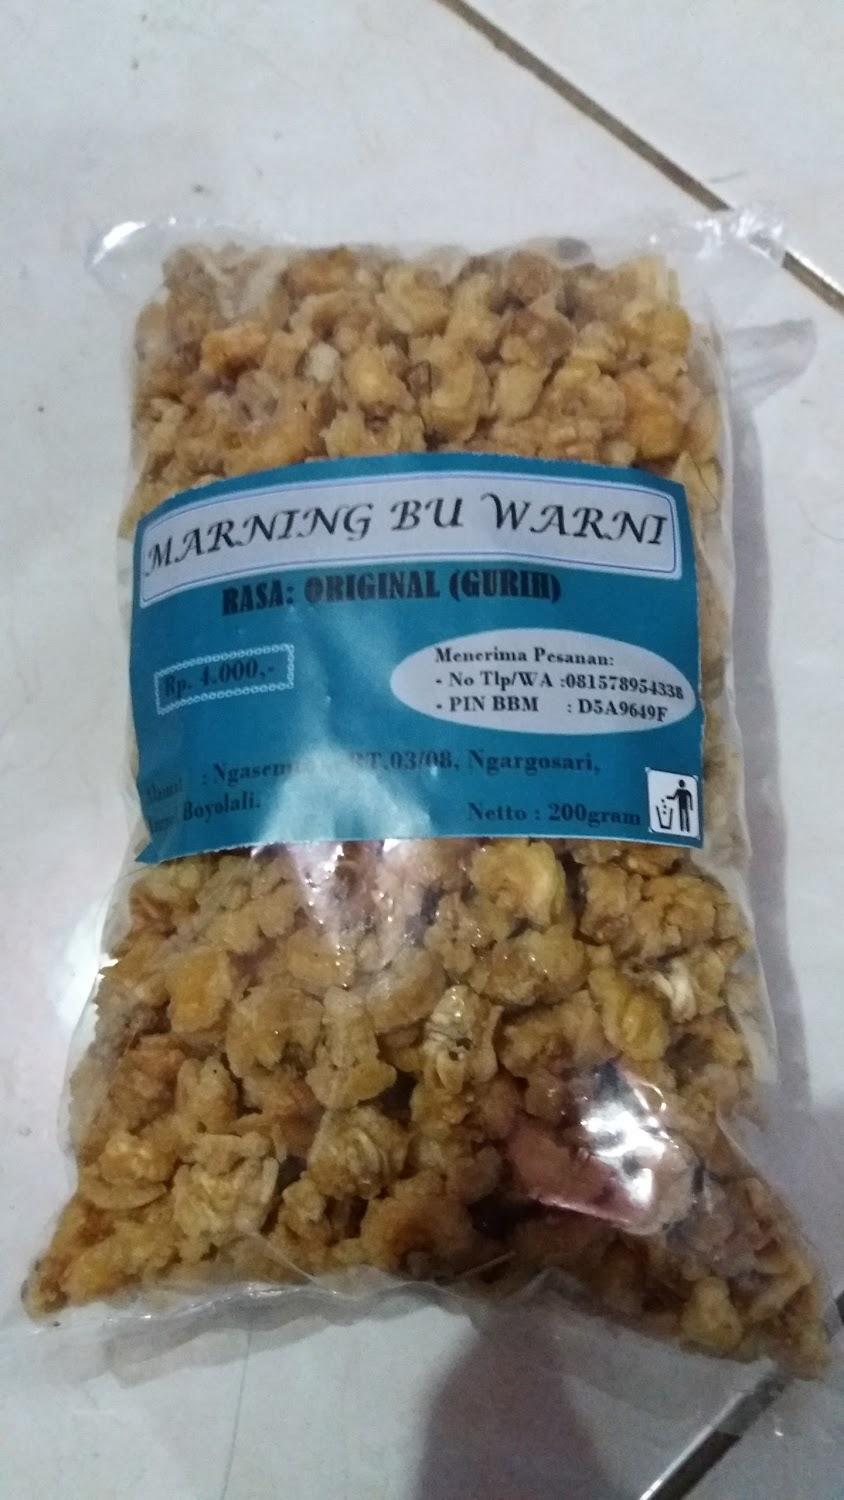 MARNING BU WARNI
RASA: ORIGINAL (GURIH)
Rp. 4.000,-
Menerima Pesanan:
- No Tlp/WA :081578954338
- PIN BBM : D5A9649F
: RT.03/08, Ngargosari,
Boyolali.
Netto : 200gram